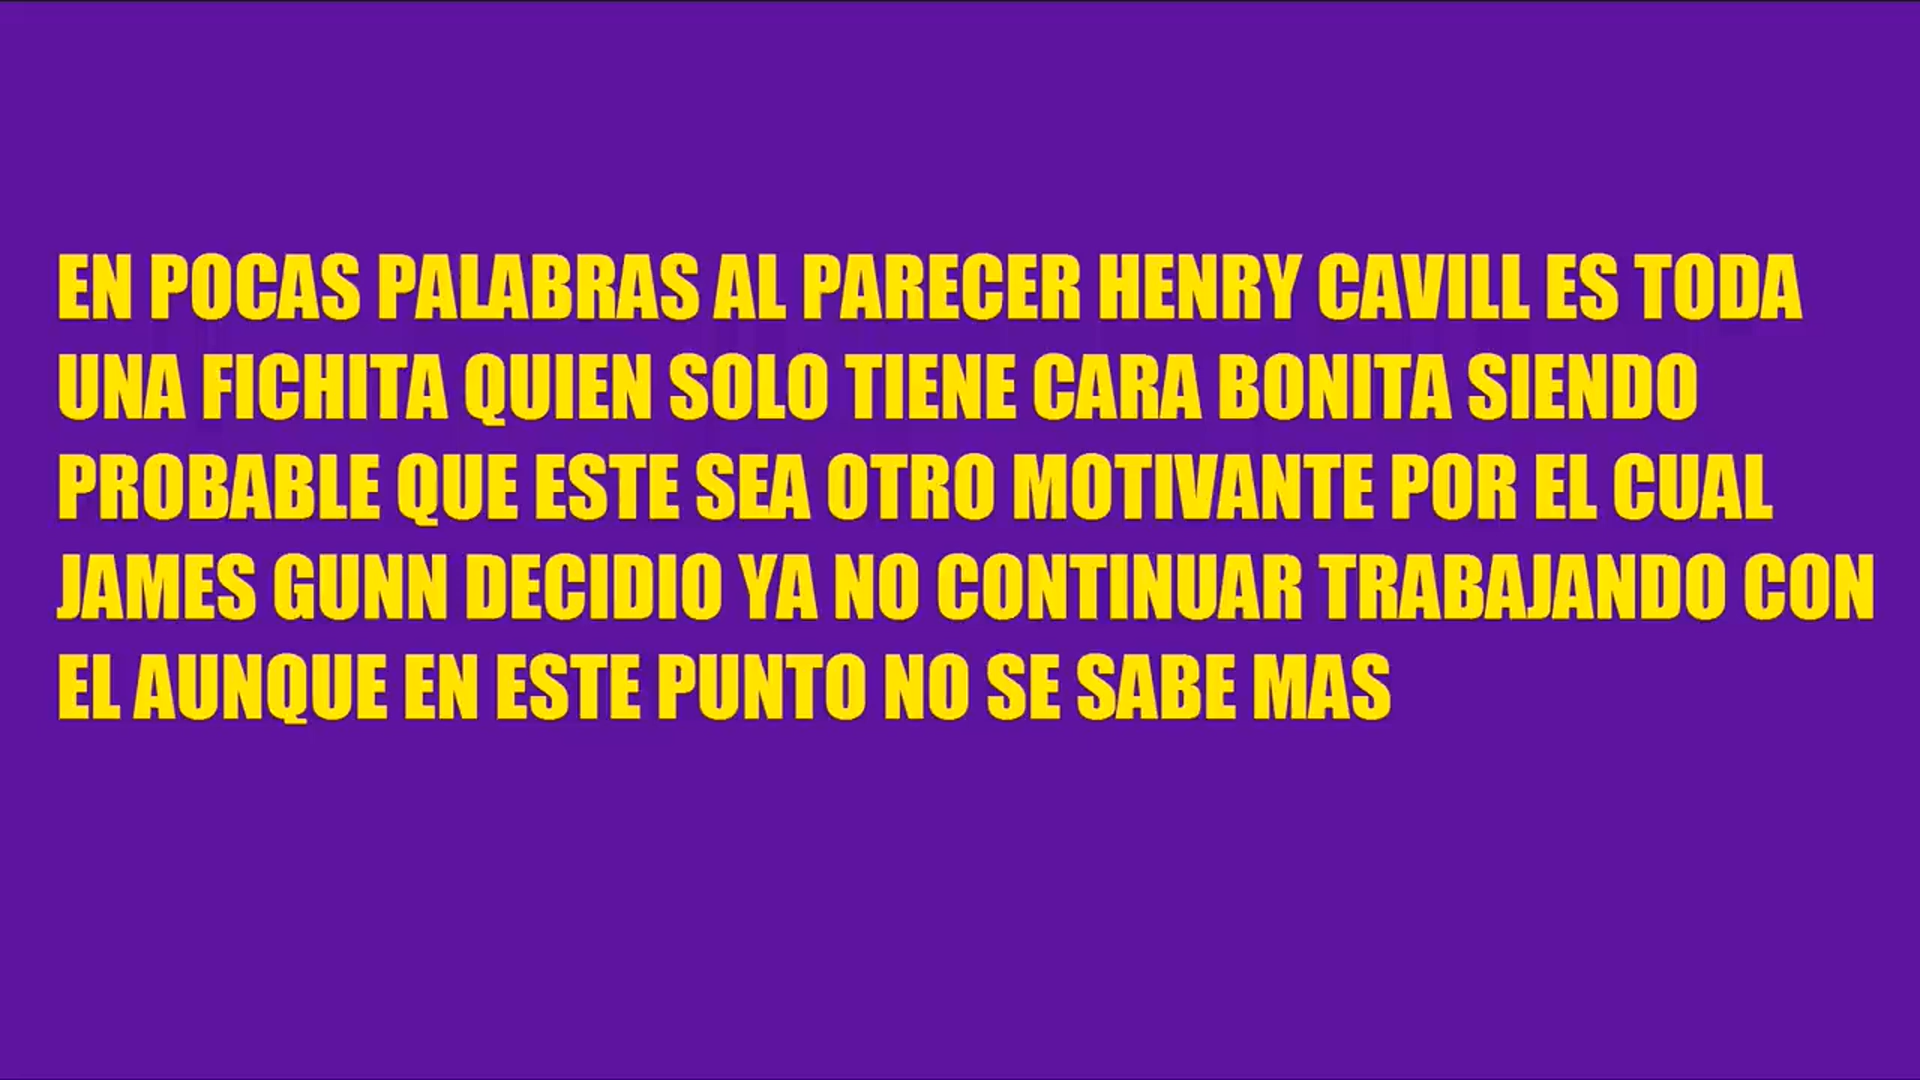 EN POCAS PALABRAS AL PARECER HENRY CAVILL ES TODA
UNA FICHITA QUIEN SOLO TIENE CARA BONITA SIENDO
PROBABLE QUE ESTE SEA OTRO MOTIVANTE POR EL CUAL
JAMES GUNN DECIDIO YA NO CONTINUAR TRABAJANDO CON
EL AUNQUE EN ESTE PUNTO NO SE SABE MAS